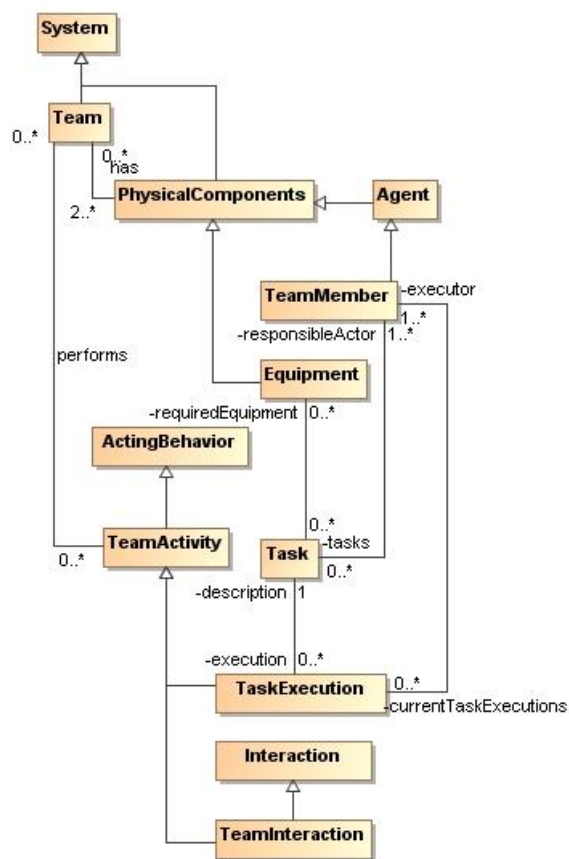 System
Team
0..*
0..*
has
PhysicalComponents
Agent
2..*
TeamMember
-executor
1..*
-responsibleActor
1..*
performs
Equipment
-requiredEquipment
0..*
ActingBehavior
0..*
TeamActivity
Task
-tasks
0..*
0..*
-description
1
-execution
0..*
TaskExecution
0..*
-currentTaskExecutions
Interaction
TeamInteraction